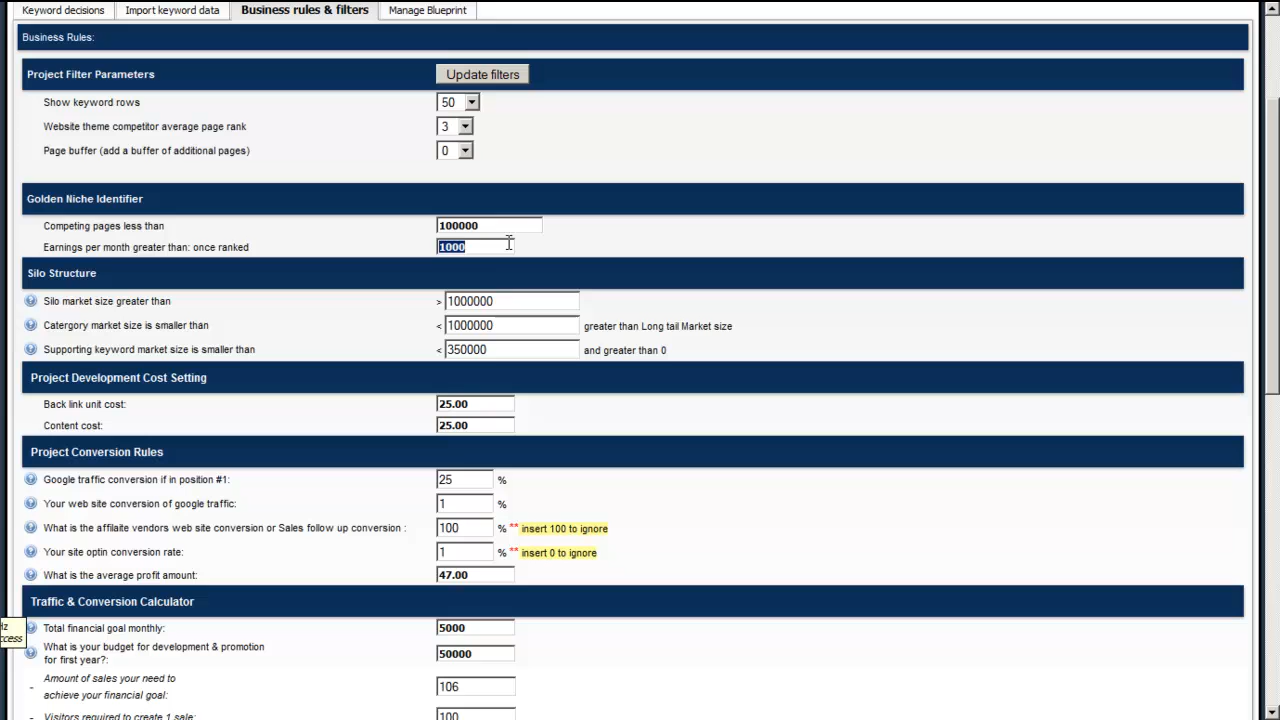 Keyword decisions Import keyword data Business rules & filters Manage Blueprint
Business Rules:
Project Filter Parameters Update filters
Show keyword rows 50
Website theme competitor average page rank 3
Page buffer (add a buffer of additional pages) 0
Golden Niche Identifier
Competing pages less than 100000
Earnings per month greater than: once ranked 1000
Silo Structure
Silo market size greater than > 1000000
Catergory market size is smaller than < 1000000 greater than Long tail Market size
Supporting keyword market size is smaller than < 350000 and greater than 0
Project Development Cost Setting
Back link unit cost: 25.00
Content cost: 25.00
Project Conversion Rules
Google traffic conversion if in position #1: 25 %
Your web site conversion of google traffic: 1 %
What is the affilaite vendors web site conversion or Sales follow up conversion : 100 % ** insert 100 to ignore
Your site optin conversion rate: 1 % ** insert 0 to ignore
What is the average profit amount: 47.00
Traffic & Conversion Calculator
Total financial goal monthly: 5000
What is your budget for development & promotion
for first year?: 50000
Amount of sales your need to
- achieve your financial goal: 106
Visitors required to create 1 sale: 100